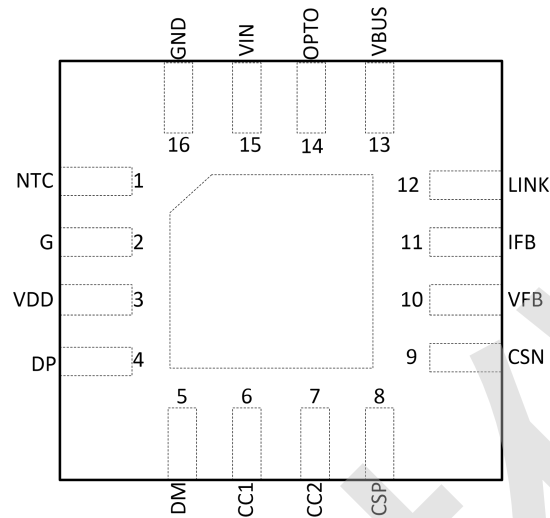 GND VIN OPTO VBUS
16 15 14 13
NTC 1 12 LINK
G 2 11 IFB
VDD 3 10 VFB
DP 4 9 CSN
5 6 7 8
DM CC1 CC2 CSP